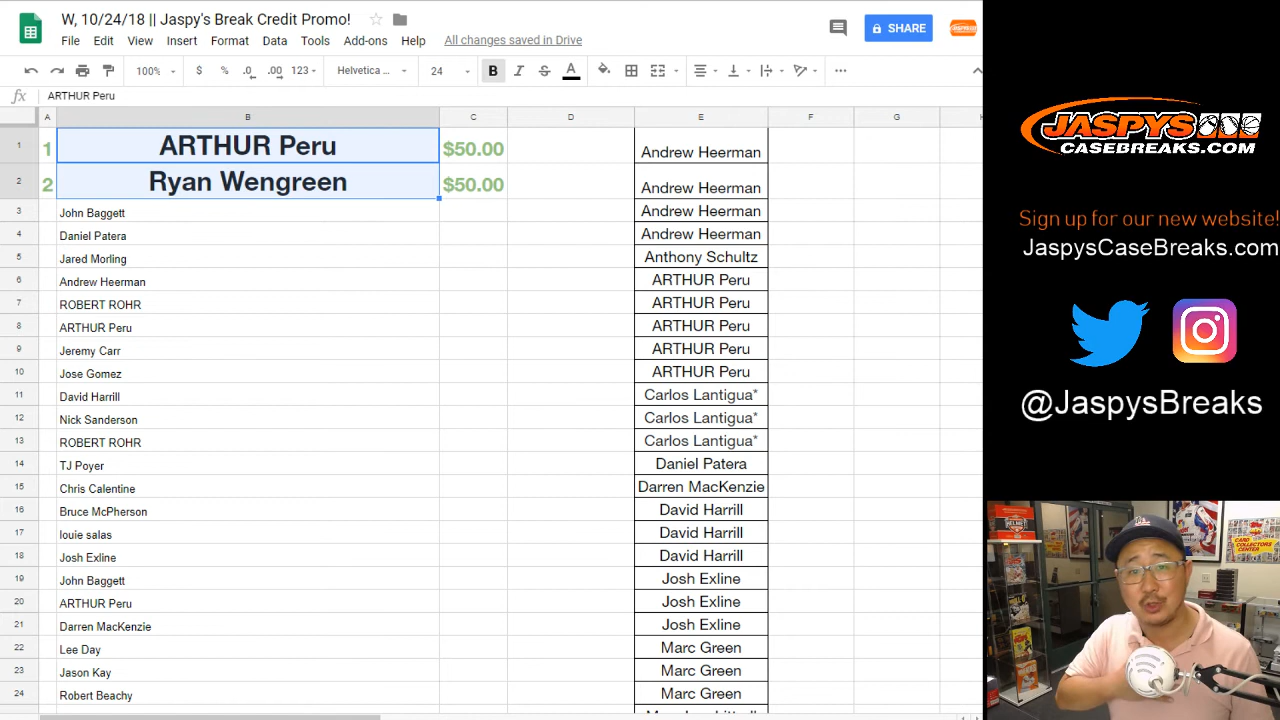 W, 10/24/18 || Jaspy's Break Credit Promo!
File Edit View Insert Format Data Tools Add-ons Help All changes saved in Drive
SHARE
100% $ % .0 .00 123 Helvetica ... 24 B I S A
fx ARTHUR Peru
A B C D E F G
1 ARTHUR Peru $50.00 Andrew Heerman
2 Ryan Wengreen $50.00 Andrew Heerman
3 John Baggett Andrew Heerman
4 Daniel Patera Andrew Heerman
5 Jared Morling Anthony Schultz
6 Andrew Heerman ARTHUR Peru
7 ROBERT ROHR ARTHUR Peru
8 ARTHUR Peru ARTHUR Peru
9 Jeremy Carr ARTHUR Peru
10 Jose Gomez ARTHUR Peru
11 David Harrill Carlos Lantigua*
12 Nick Sanderson Carlos Lantigua*
13 ROBERT ROHR Carlos Lantigua*
14 TJ Poyer Daniel Patera
15 Chris Calentine Darren MacKenzie
16 Bruce McPherson David Harrill
17 louie salas David Harrill
18 Josh Exline David Harrill
19 John Baggett Josh Exline
20 ARTHUR Peru Josh Exline
21 Darren MacKenzie Josh Exline
22 Lee Day Marc Green
23 Jason Kay Marc Green
24 Robert Beachy Marc Green
JASPYS
CASEBREAKS.COM
Sign up for our new website!
JaspysCaseBreaks.com
@JaspysBreaks
CARD
COLLECTORS
CENTER